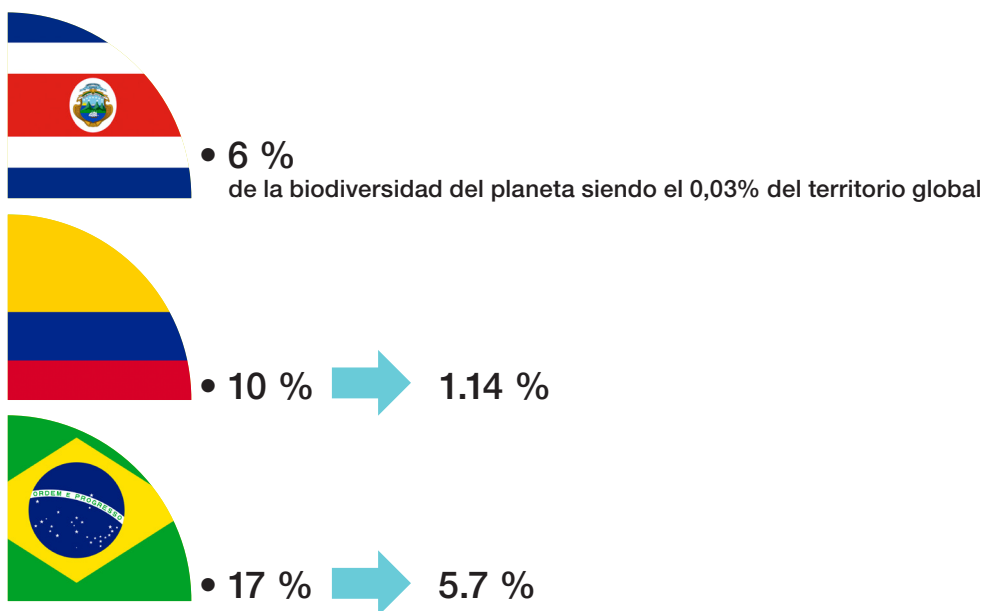 • 6 %
de la biodiversidad del planeta siendo el 0,03% del territorio global
• 10 % 1.14 %
ORDEM E PROGRESSO
• 17 % 5.7 %